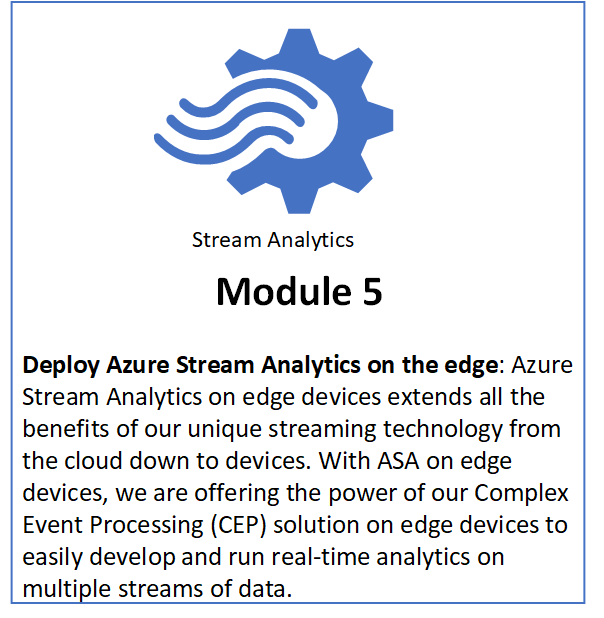 Stream Analytics
Module 5
Deploy Azure Stream Analytics on the edge: Azure
Stream Analytics on edge devices extends all the
benefits of our unique streaming technology from
the cloud down to devices. With ASA on edge
devices, we are offering the power of our Complex
Event Processing (CEP) solution on edge devices to
easily develop and run real-time analytics on
multiple streams of data.